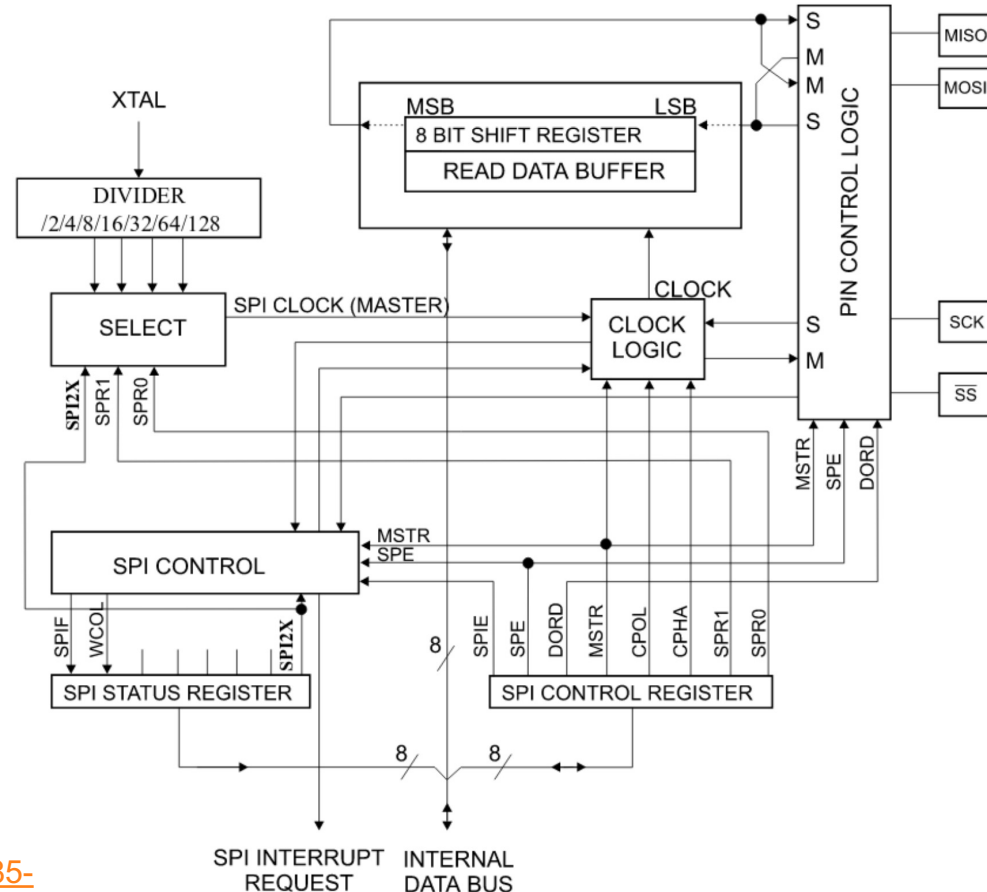 S
MISO
M
M
MOSI
S
MSB
LSB
8 BIT SHIFT REGISTER
READ DATA BUFFER
XTAL
DIVIDER
/2/4/8/16/32/64/128
PIN CONTROL LOGIC
SPI CLOCK (MASTER)
SELECT
CLOCK
CLOCK
LOGIC
S
M
SCK
SS
SPI2X
SPR1
SPR0
MSTR
SPE
DORD
MSTR
SPE
SPI CONTROL
SPIF
WCOL
SPI2X
8
SPIE
SPE
DORD
MSTR
CPOL
CPHA
SPR1
SPR0
SPI STATUS REGISTER
SPI CONTROL REGISTER
8
8
SPI INTERRUPT
REQUEST
INTERNAL
DATA BUS
35-